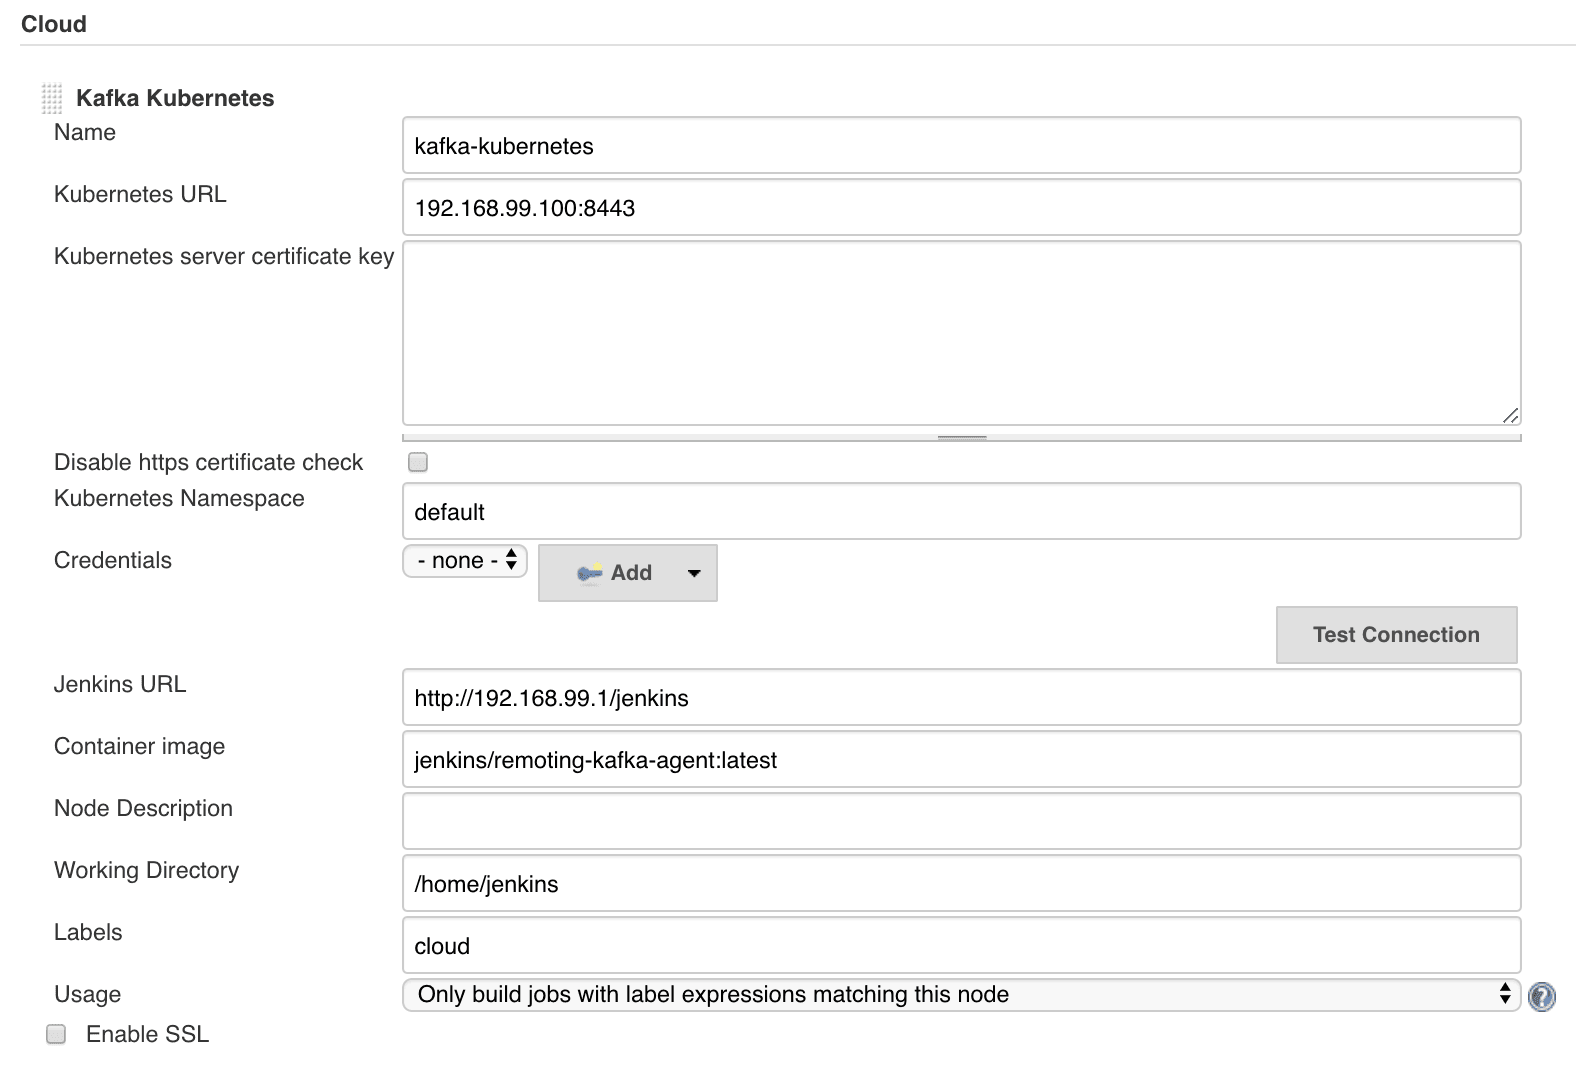 Cloud
Kafka Kubernetes
Name
kafka-kubernetes
Kubernetes URL
192.168.99.100:8443
Kubernetes server certificate key
Disable https certificate check
Kubernetes Namespace
default
Credentials
- none -
Add
Test Connection
Jenkins URL
http://192.168.99.1/jenkins
Container image
jenkins/remoting-kafka-agent:latest
Node Description
Working Directory
/home/jenkins
Labels
cloud
Usage
Only build jobs with label expressions matching this node
?
Enable SSL